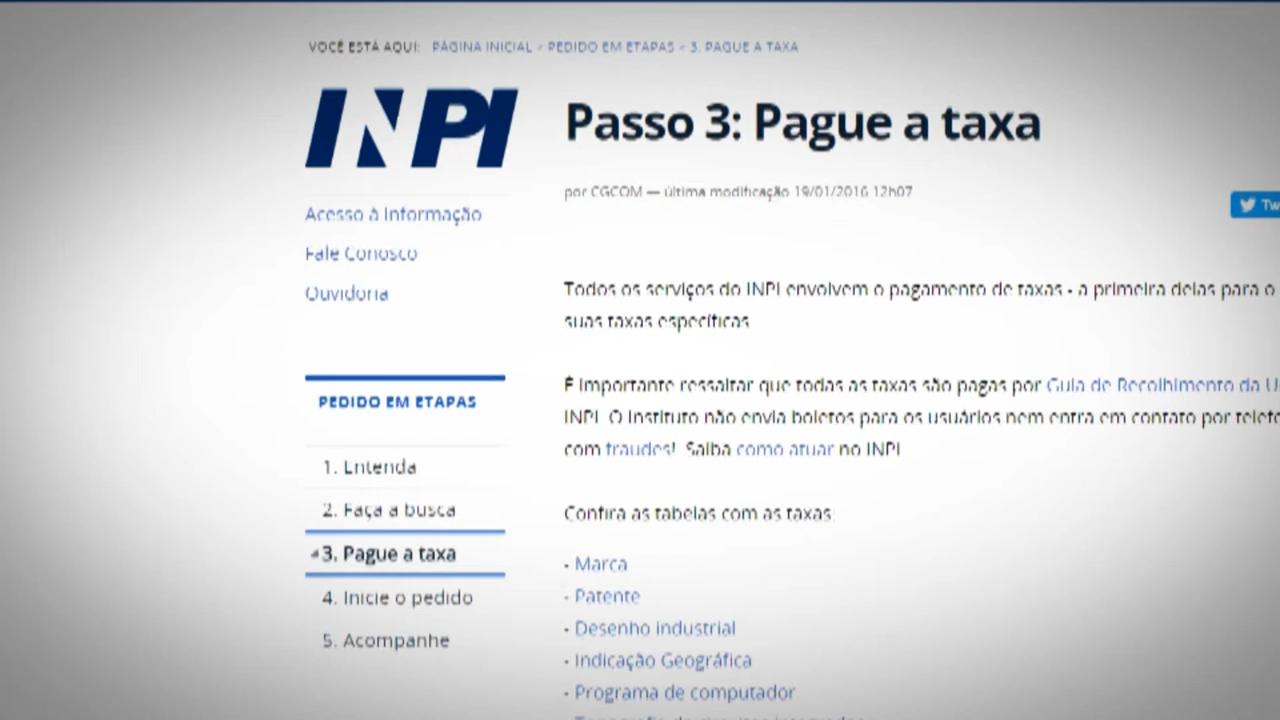 VOCÊ ESTÁ AQUI: PÁGINA INICIAL > PEDIDO EM ETAPAS > 3. PAGUE A TAXA
INPI
Passo 3: Pague a taxa
por CGCOM — última modificação 19/01/2016 12h07
Tw
Acesso à Informação
Fale Conosco
Ouvidoria
Todos os serviços do INPI envolvem o pagamento de taxas - a primeira delas para o
suas taxas específicas
É importante ressaltar que todas as taxas são pagas por Guia de Recolhimento da U
INPI. O Instituto não envia boletos para os usuários nem entra em contato por telef
com fraudes! Saiba como atuar no INPI
Confira as tabelas com as taxas:
- Marca
- Patente
- Desenho industrial
- Indicação Geográfica
- Programa de computador
PEDIDO EM ETAPAS
1. Entenda
2. Faça a busca
3. Pague a taxa
4. Inicie o pedido
5. Acompanhe